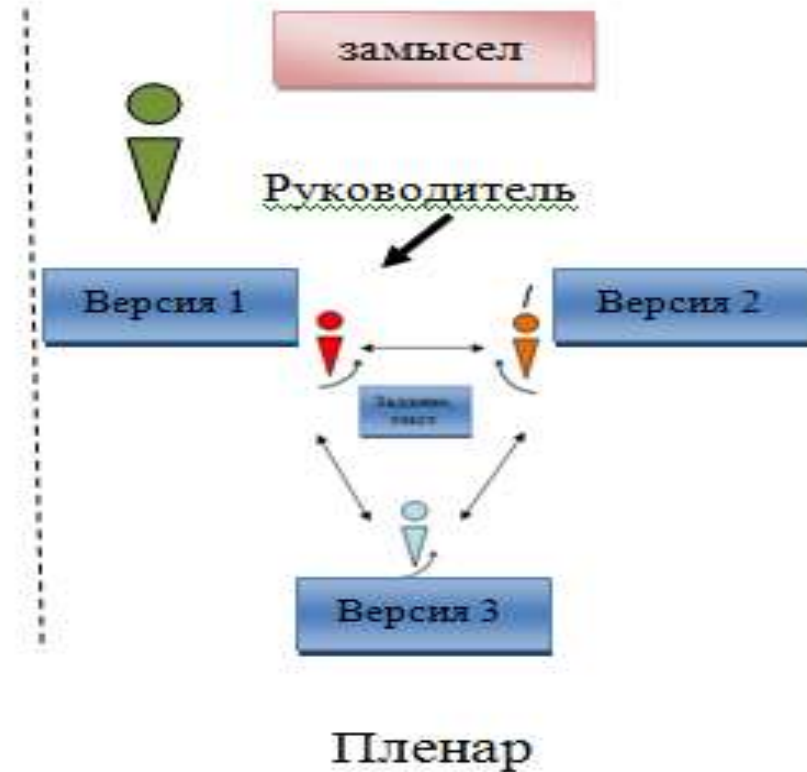 замысел
Руководитель
Версия 1
Версия 2
Версия 3
Пленар